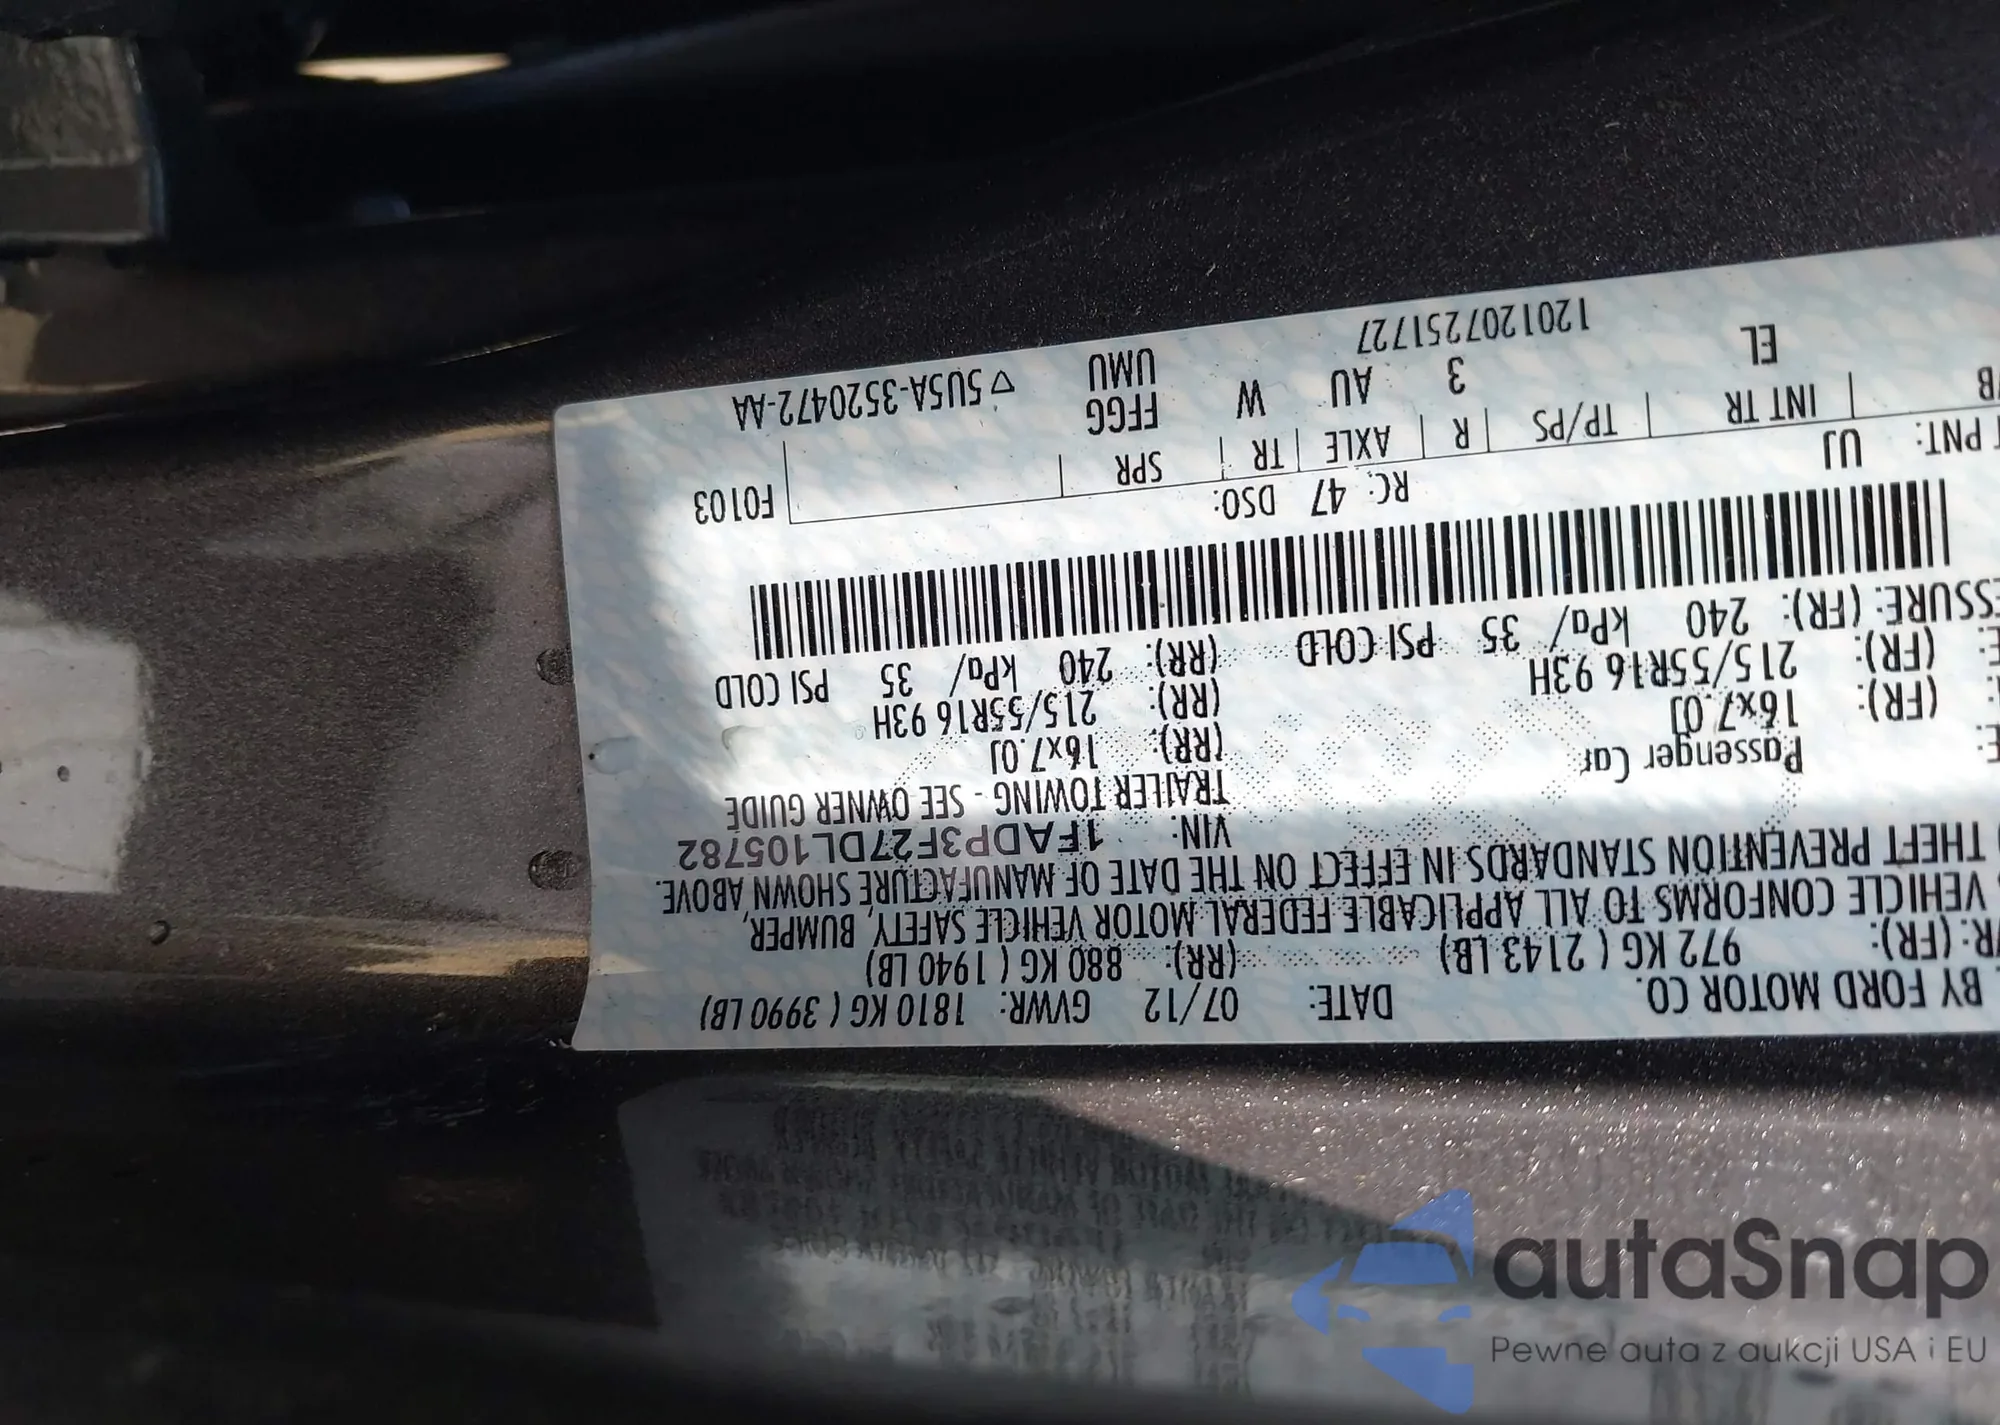 BY FORD MOTOR CO. DATE: 07/12 GVWR: 1810 KG ( 3990 LB)
(FR): 972 KG ( 2143 LB) (RR): 880 KG ( 1940 LB)
VEHICLE CONFORMS TO ALL APPLICABLE FEDERAL MOTOR VEHICLE SAFETY, BUMPER,
THEFT PREVENTION STANDARDS IN EFFECT ON THE DATE OF MANUFACTURE SHOWN ABOVE.
VIN: 1FADP3F27DL105782
Passenger Car TRAILER TOWING - SEE OWNER GUIDE
(FR): 16x7.0J (RR): 16x7.0J
(FR): 215/55R16 93H (RR): 215/55R16 93H
SSURE: (FR): 240 kPa/ 35 PSI COLD (RR): 240 kPa/ 35 PSI COLD
PNT: UJ RC: 47 DSO: F0103
B INT TR TP/PS R AXLE TR SPR
EL 3 AU W FFGG
UMU
1201207251727 ▽5U5A-3520472-AA
autaSnap
Pewne auta z aukcji USA i EU